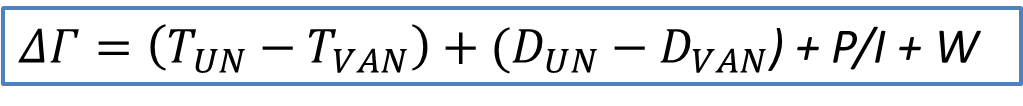 ΔΓ = (T_UN − T_VAN) + (D_UN − D_VAN) + P/I + W